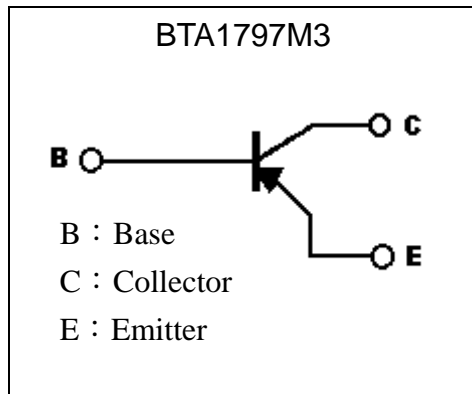 BTA1797M3
C
B
E
B：Base
C：Collector
E：Emitter